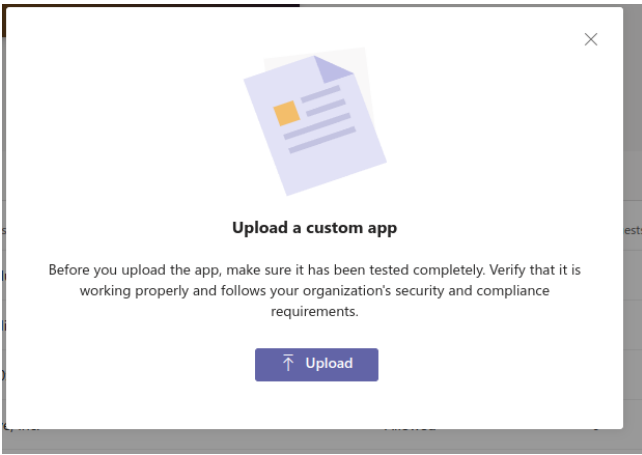 Upload a custom app
Before you upload the app, make sure it has been tested completely. Verify that it is
working properly and follows your organization's security and compliance
requirements.
Upload